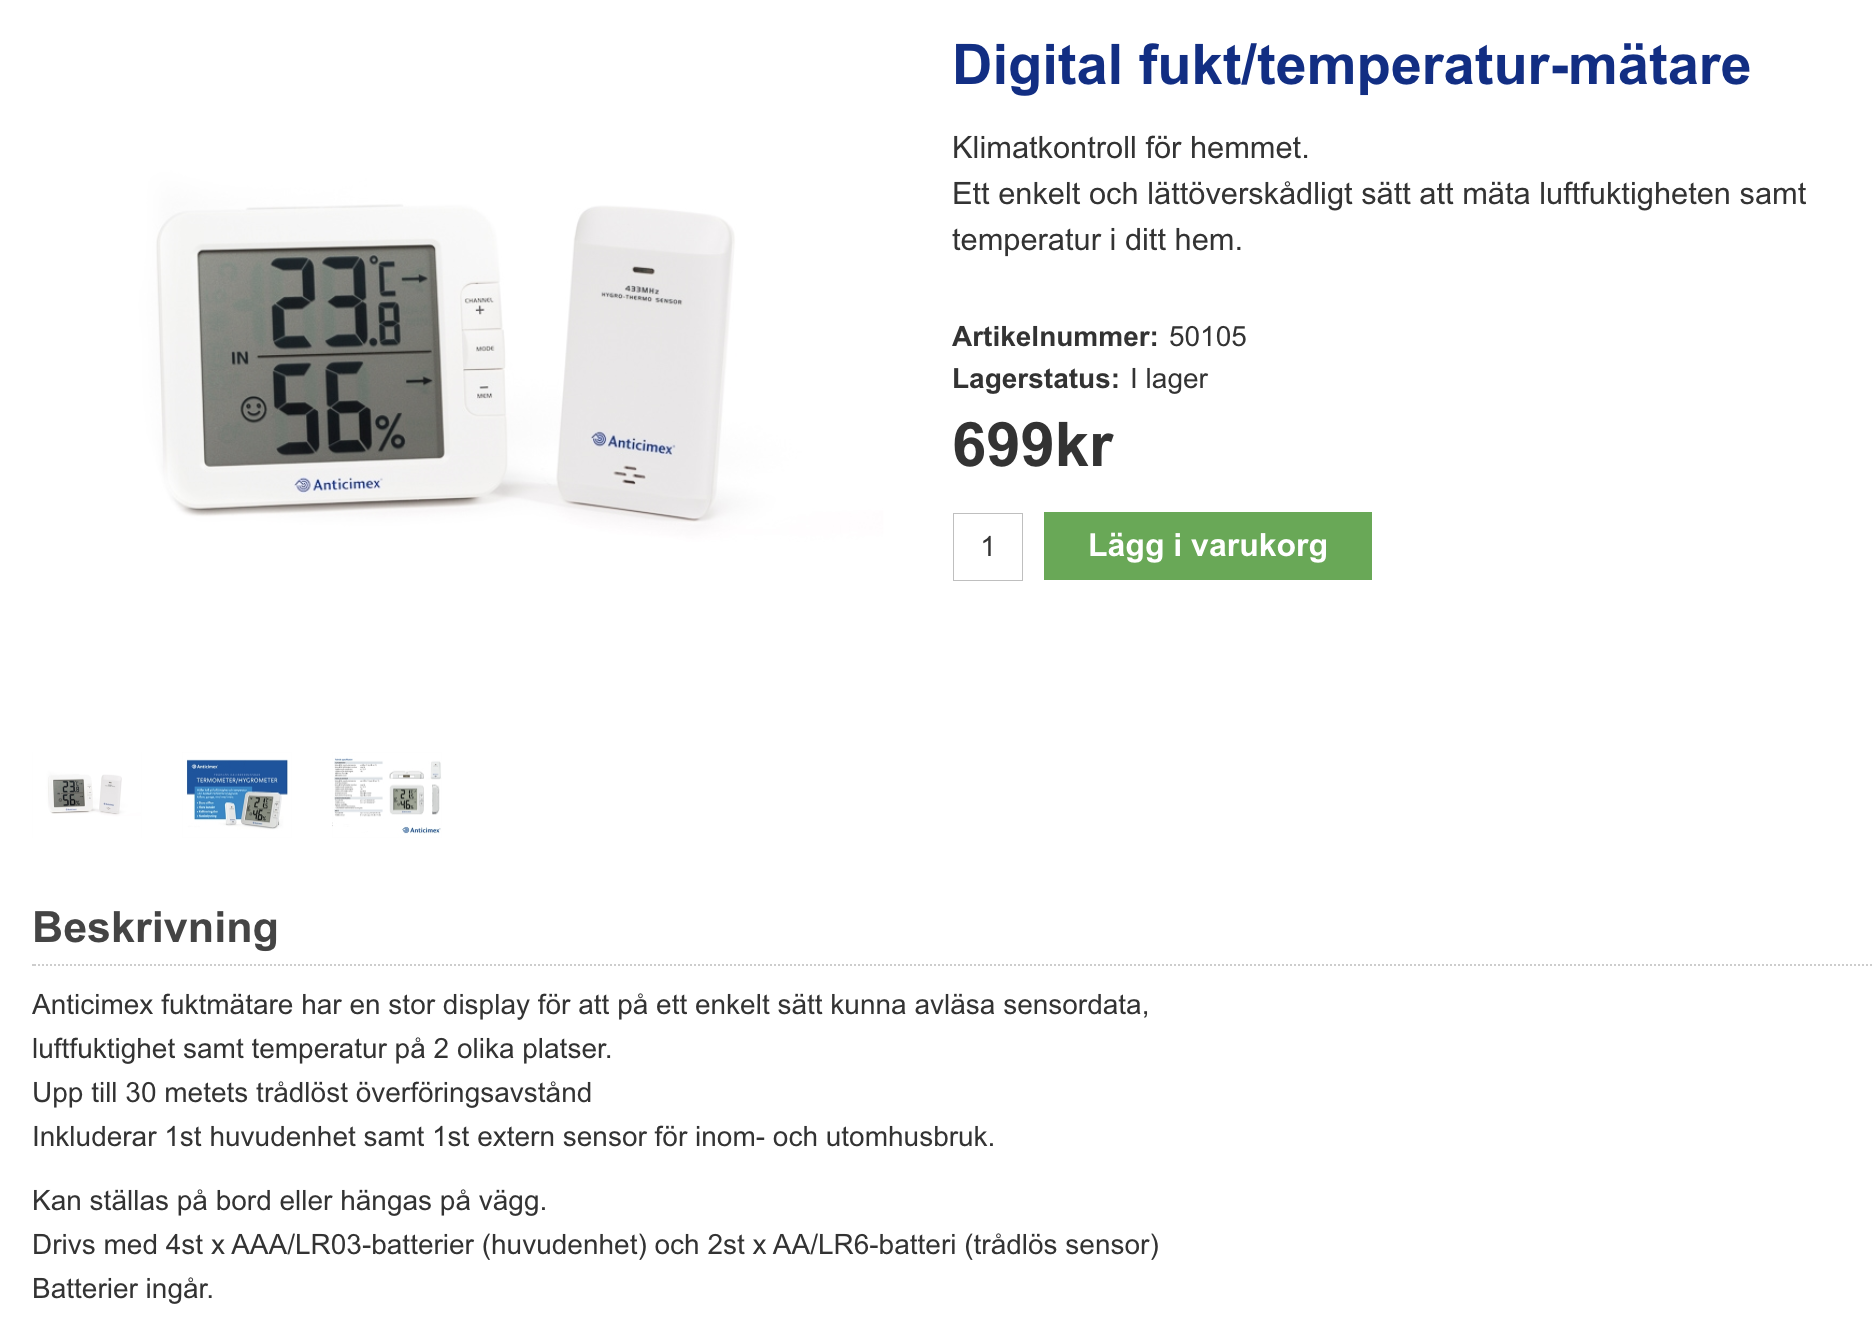 Digital fukt/temperatur-mätare
Klimatkontroll för hemmet.
Ett enkelt och lättöverskådligt sätt att mäta luftfuktigheten samt
temperatur i ditt hem.
Artikelnummer: 50105
Lagerstatus: I lager
699kr
1
Lägg i varukorg
23.8 °C
IN
56%
CHANNEL
+
MODE
−
MEM
Anticimex
433MHz
HYGRO-THERMO SENSOR
Anticimex
Anticimex
TERMOMETER/HYGROMETER
Anticimex
Beskrivning
Anticimex fuktmätare har en stor display för att på ett enkelt sätt kunna avläsa sensordata,
luftfuktighet samt temperatur på 2 olika platser.
Upp till 30 metets trådlöst överföringsavstånd
Inkluderar 1st huvudenhet samt 1st extern sensor för inom- och utomhusbruk.
Kan ställas på bord eller hängas på vägg.
Drivs med 4st x AAA/LR03-batterier (huvudenhet) och 2st x AA/LR6-batteri (trådlös sensor)
Batterier ingår.